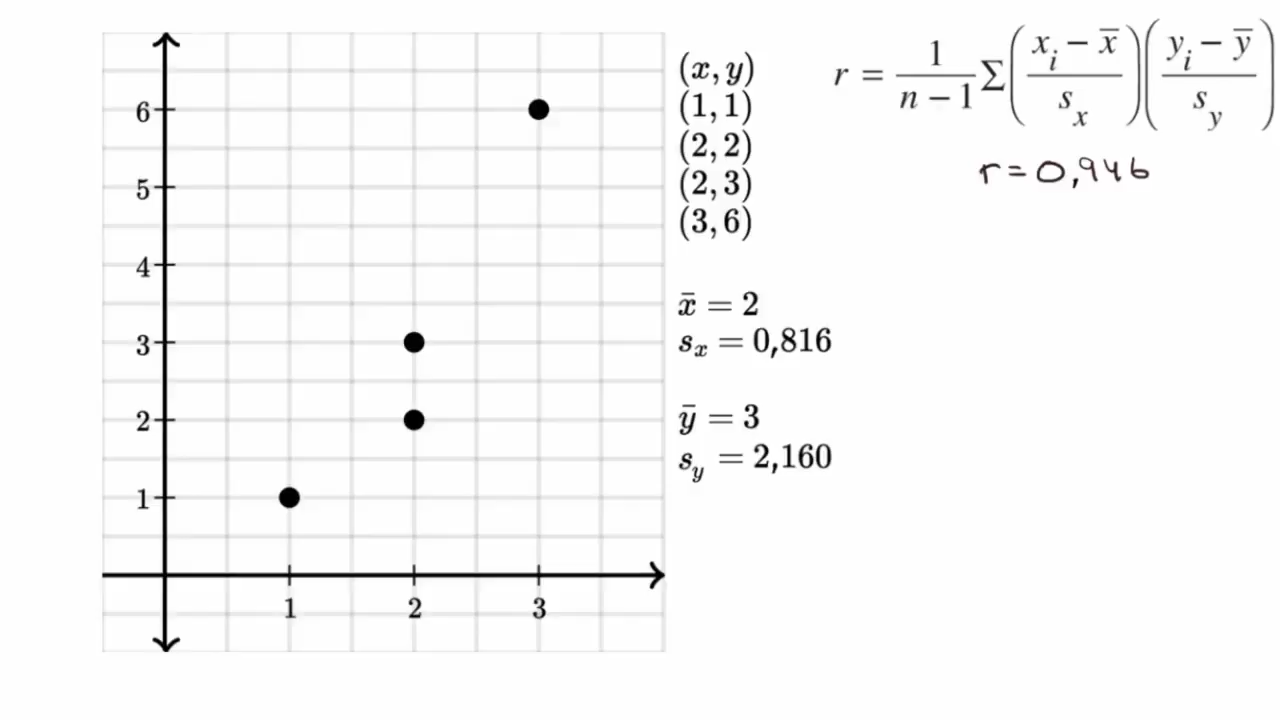 6
5
4
3
2
1
1 2 3
(x, y)
(1, 1)
(2, 2)
(2, 3)
(3, 6)
x̄ = 2
sₓ = 0,816
ȳ = 3
s_y = 2,160
r = 1/(n − 1) Σ((xᵢ − x̄)/sₓ)((yᵢ − ȳ)/s_y)
r = 0,946